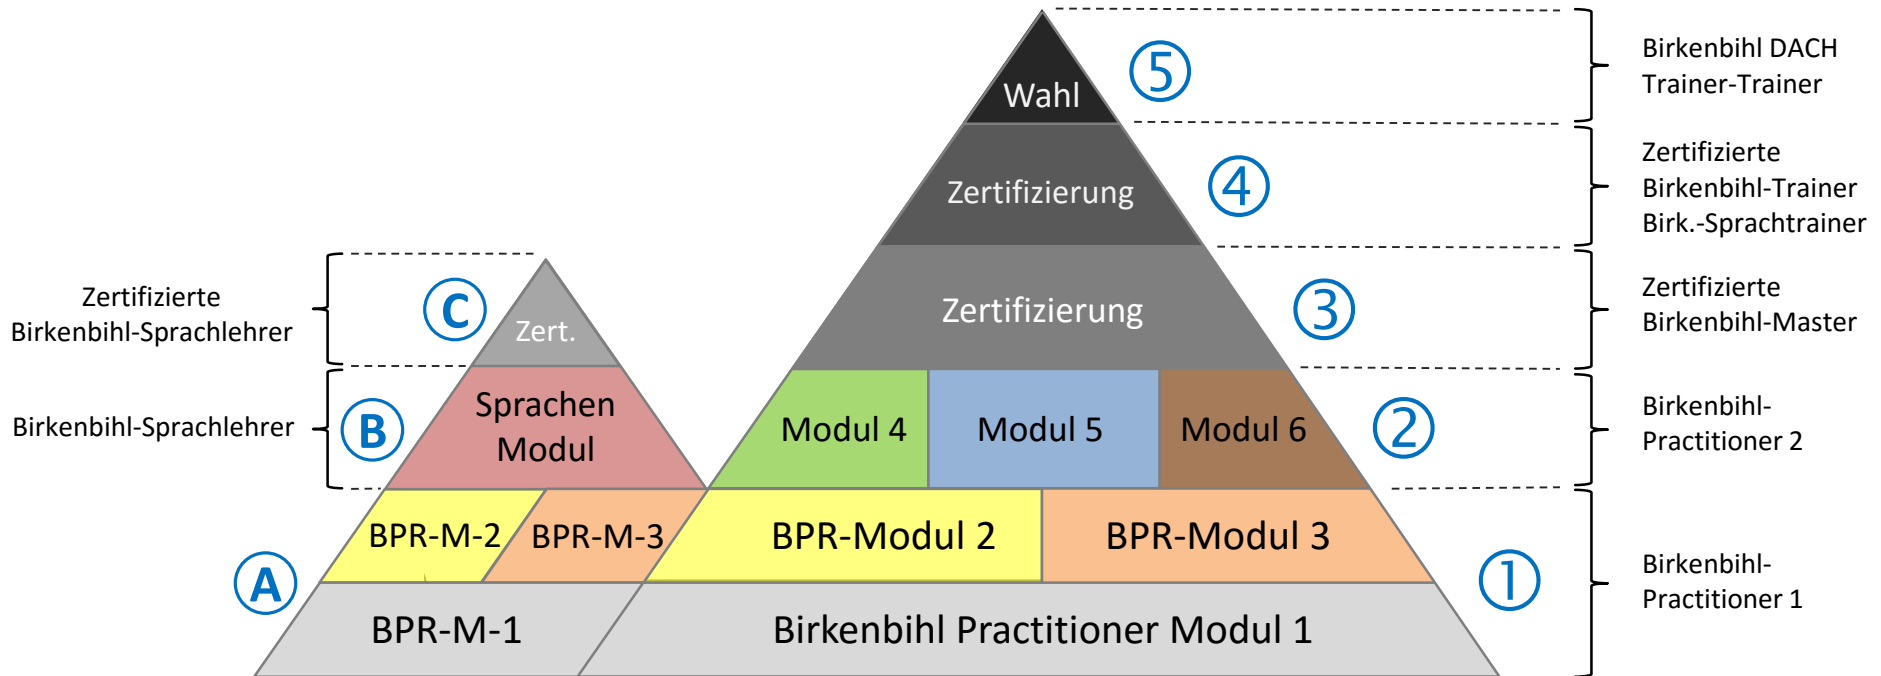 Wahl
⑤
Birkenbihl DACH
Trainer-Trainer
Zertifizierung
④
Zertifizierte
Birkenbihl-Trainer
Birk.-Sprachtrainer
Zertifizierte
Birkenbihl-Sprachlehrer
Ⓒ
Zert.
Zertifizierung
③
Zertifizierte
Birkenbihl-Master
Birkenbihl-Sprachlehrer
Ⓑ
Sprachen
Modul
Modul 4
Modul 5
Modul 6
②
Birkenbihl-
Practitioner 2
Ⓐ
BPR-M-2
BPR-M-3
BPR-Modul 2
BPR-Modul 3
①
Birkenbihl-
Practitioner 1
BPR-M-1
Birkenbihl Practitioner Modul 1